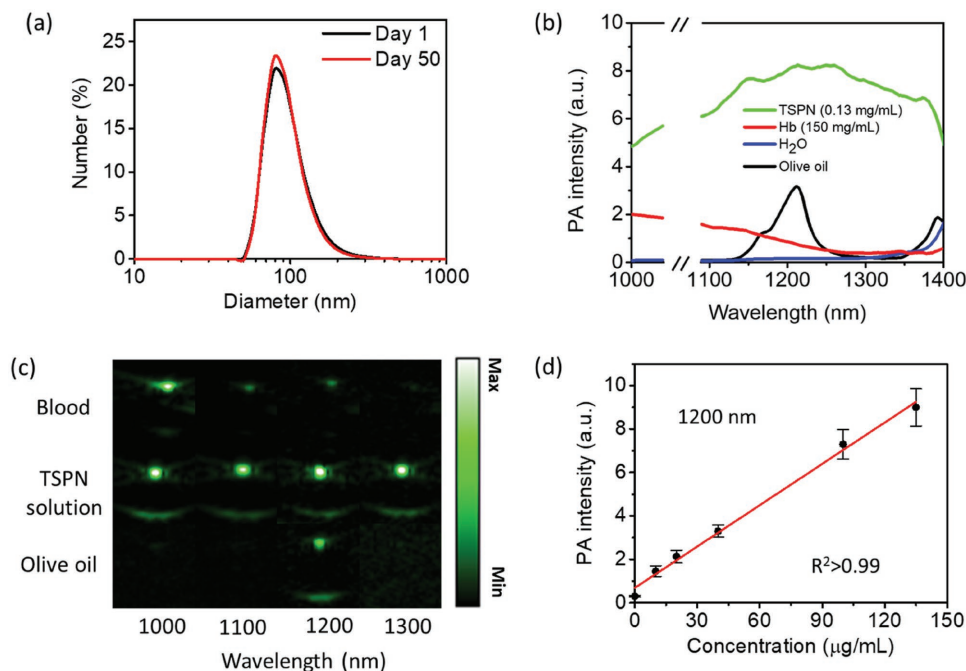 (a)
25
20
15
10
5
0
Number (%)
10
100
1000
Diameter (nm)
Day 1
Day 50
(b)
10
8
6
4
2
0
PA intensity (a.u.)
TSPN (0.13 mg/mL)
Hb (150 mg/mL)
H2O
Olive oil
1000
//
//
1100
1200
1300
1400
Wavelength (nm)
(c)
Blood
TSPN
solution
Olive oil
1000
1100
1200
1300
Wavelength (nm)
Max
Min
(d)
10
8
6
4
2
0
PA intensity (a.u.)
1200 nm
R2>0.99
0
30
60
90
120
150
Concentration (μg/mL)